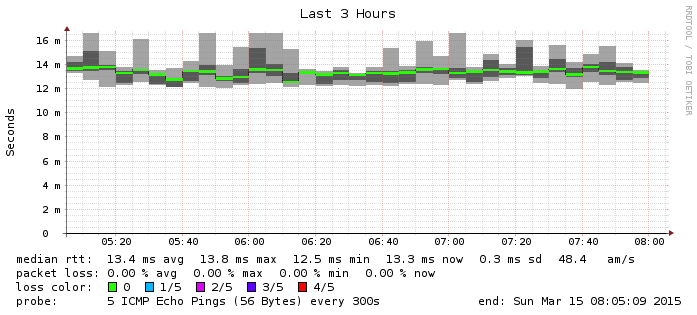 Last 3 Hours
RRDTOOL / TOBI OETIKER
Seconds
16 m
14 m
12 m
10 m
8 m
6 m
4 m
2 m
0
05:20 05:40 06:00 06:20 06:40 07:00 07:20 07:40 08:00
median rtt: 13.4 ms avg 13.8 ms max 12.5 ms min 13.3 ms now 0.3 ms sd 48.4 am/s
packet loss: 0.00 % avg 0.00 % max 0.00 % min 0.00 % now
loss color: 0 1/5 2/5 3/5 4/5
probe: 5 ICMP Echo Pings (56 Bytes) every 300s end: Sun Mar 15 08:05:09 2015